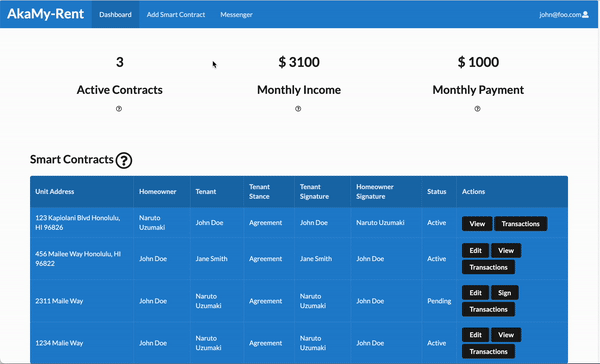 AkaMy-Rent Dashboard Add Smart Contract Messenger john@foo.com
3 $ 3100 $ 1000
Active Contracts Monthly Income Monthly Payment
Smart Contracts
Unit Address Homeowner Tenant Tenant Stance Tenant Signature Homeowner Signature Status Actions
123 Kapiolani Blvd Honolulu, HI 96826 Naruto Uzumaki John Doe Agreement John Doe Naruto Uzumaki Active View Transactions
456 Mailee Way Honolulu, HI 96822 John Doe Jane Smith Agreement Jane Smith John Doe Active Edit View Transactions
2311 Maile Way John Doe Naruto Uzumaki Agreement Naruto Uzumaki John Doe Pending Edit Sign Transactions
1234 Maile Way John Doe Naruto Uzumaki Agreement Naruto Uzumaki John Doe Active Edit View Transactions